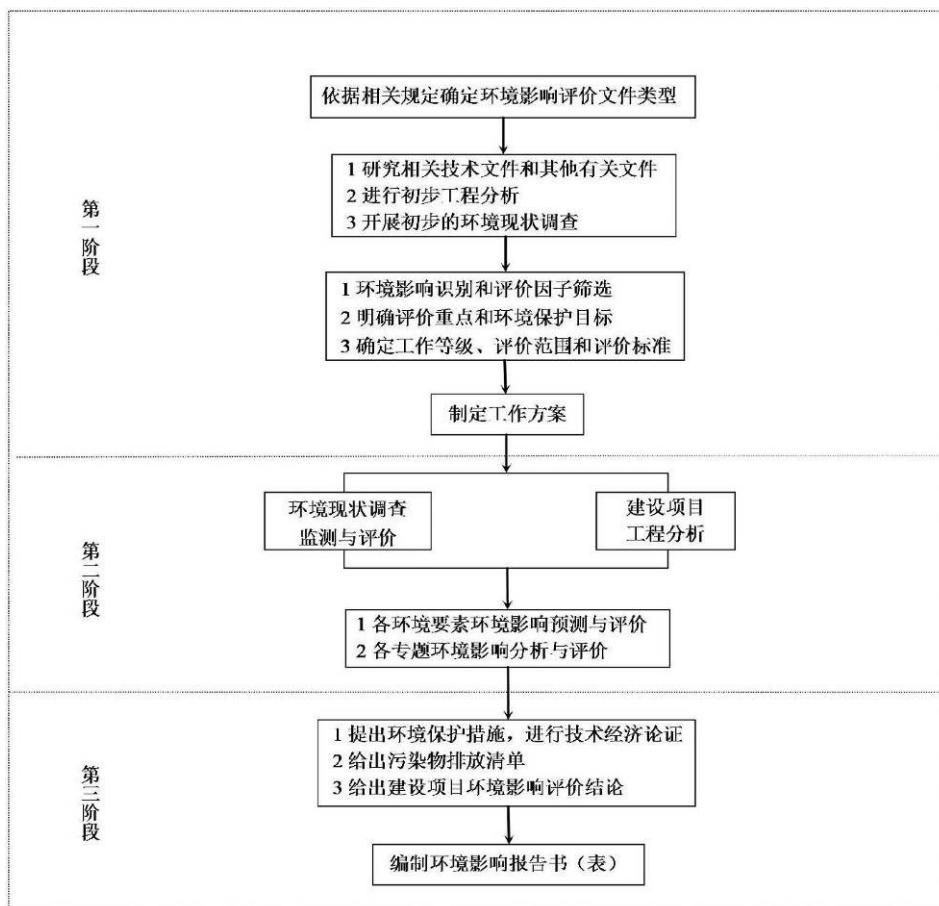 依据相关规定确定环境影响评价文件类型
1 研究相关技术文件和其他有关文件
2 进行初步工程分析
3 开展初步的环境现状调查
第一阶段
1 环境影响识别和评价因子筛选
2 明确评价重点和环境保护目标
3 确定工作等级、评价范围和评价标准
制定工作方案
环境现状调查
监测与评价
建设项目
工程分析
第二阶段
1 各环境要素环境影响预测与评价
2 各专题环境影响分析与评价
1 提出环境保护措施，进行技术经济论证
2 给出污染物排放清单
3 给出建设项目环境影响评价结论
第三阶段
编制环境影响报告书（表）